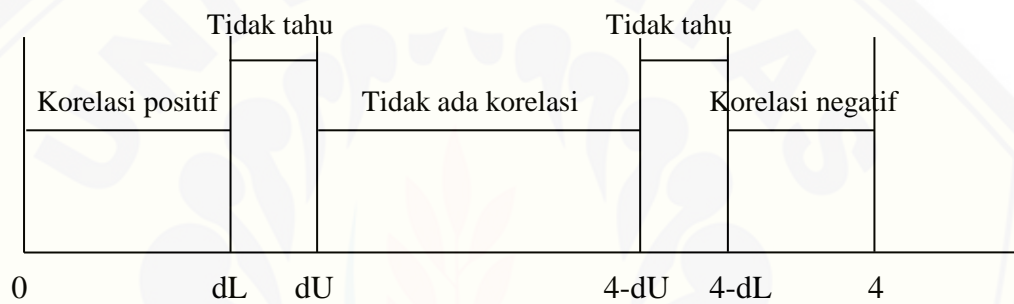 Tidak tahu Tidak tahu
Korelasi positif Tidak ada korelasi Korelasi negatif
0 dL dU 4-dU 4-dL 4